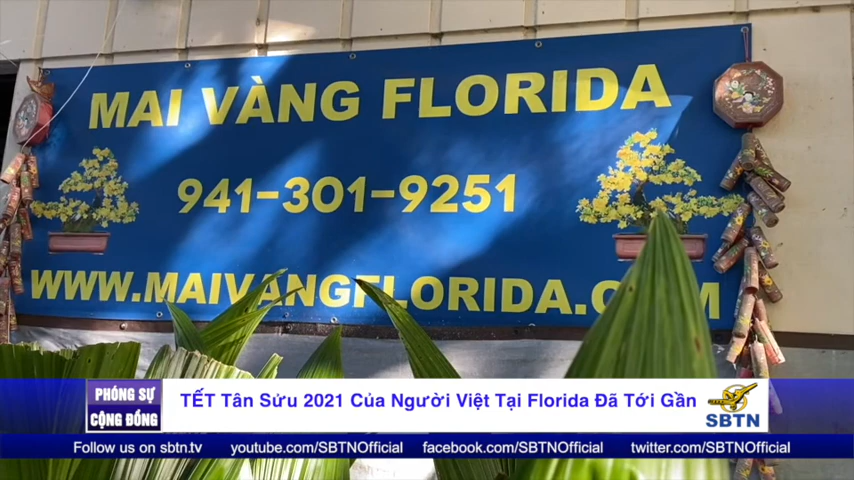 MAI VÀNG FLORIDA
941-301-9251
WWW.MAIVANGFLORIDA.C M
PHÓNG SỰ
CỘNG ĐỒNG
TẾT Tân Sửu 2021 Của Người Việt Tại Florida Đã Tới Gần
SBTN
Follow us on sbtn.tv youtube.com/SBTNOfficial facebook.com/SBTNOfficial twitter.com/SBTNOfficial